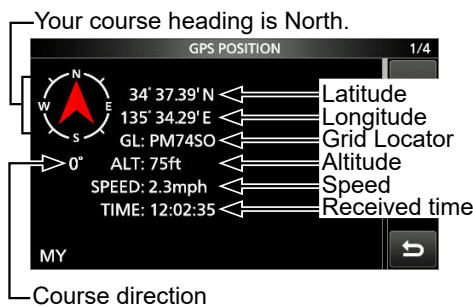 Your course heading is North.
GPS POSITION 1/4
N
W E
S
34°37.39'N Latitude
135°34.29'E Longitude
GL: PM74SO Grid Locator
0° ALT: 75ft Altitude
SPEED: 2.3mph Speed
TIME: 12:02:35 Received time
MY
Course direction